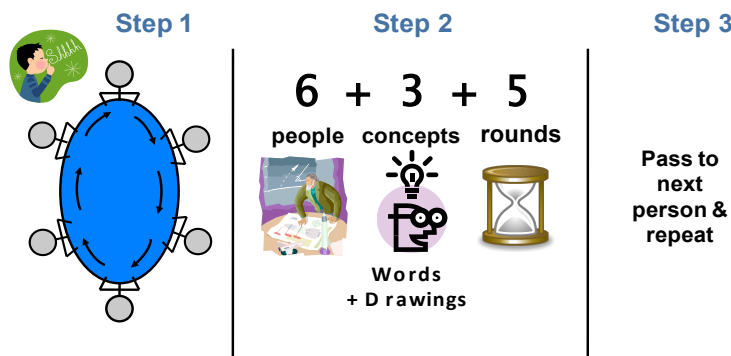 Step 1
Step 2
Step 3
Shhhh
6 + 3 + 5
people concepts rounds
Words
+ D rawings
Pass to
next
person &
repeat